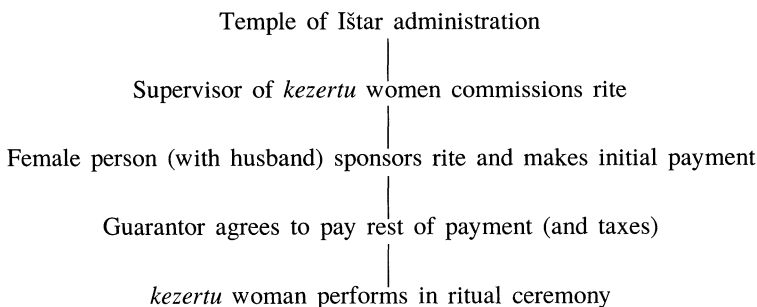 Temple of Ištar administration
Supervisor of kezertu women commissions rite
Female person (with husband) sponsors rite and makes initial payment
Guarantor agrees to pay rest of payment (and taxes)
kezertu woman performs in ritual ceremony